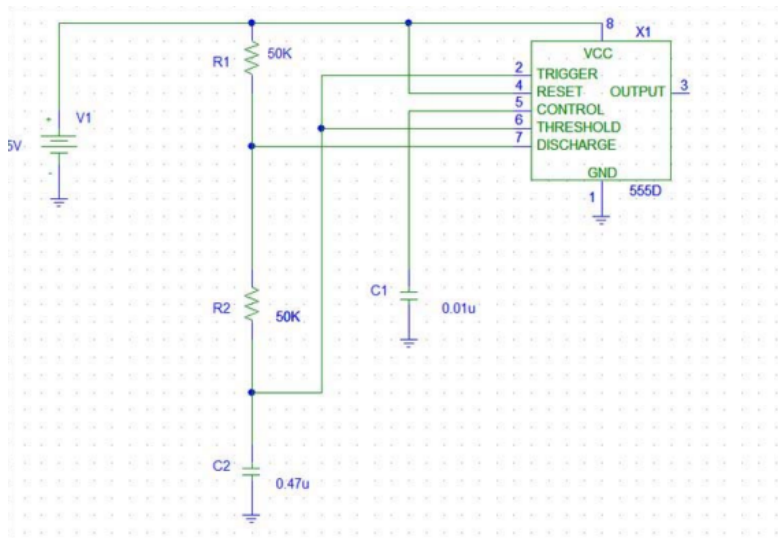 8
X1
R1
50K
VCC
2
TRIGGER
4
RESET
OUTPUT
3
5
CONTROL
6
THRESHOLD
7
DISCHARGE
V1
5V
+
-
GND
1
555D
R2
50K
C1
0.01u
C2
0.47u